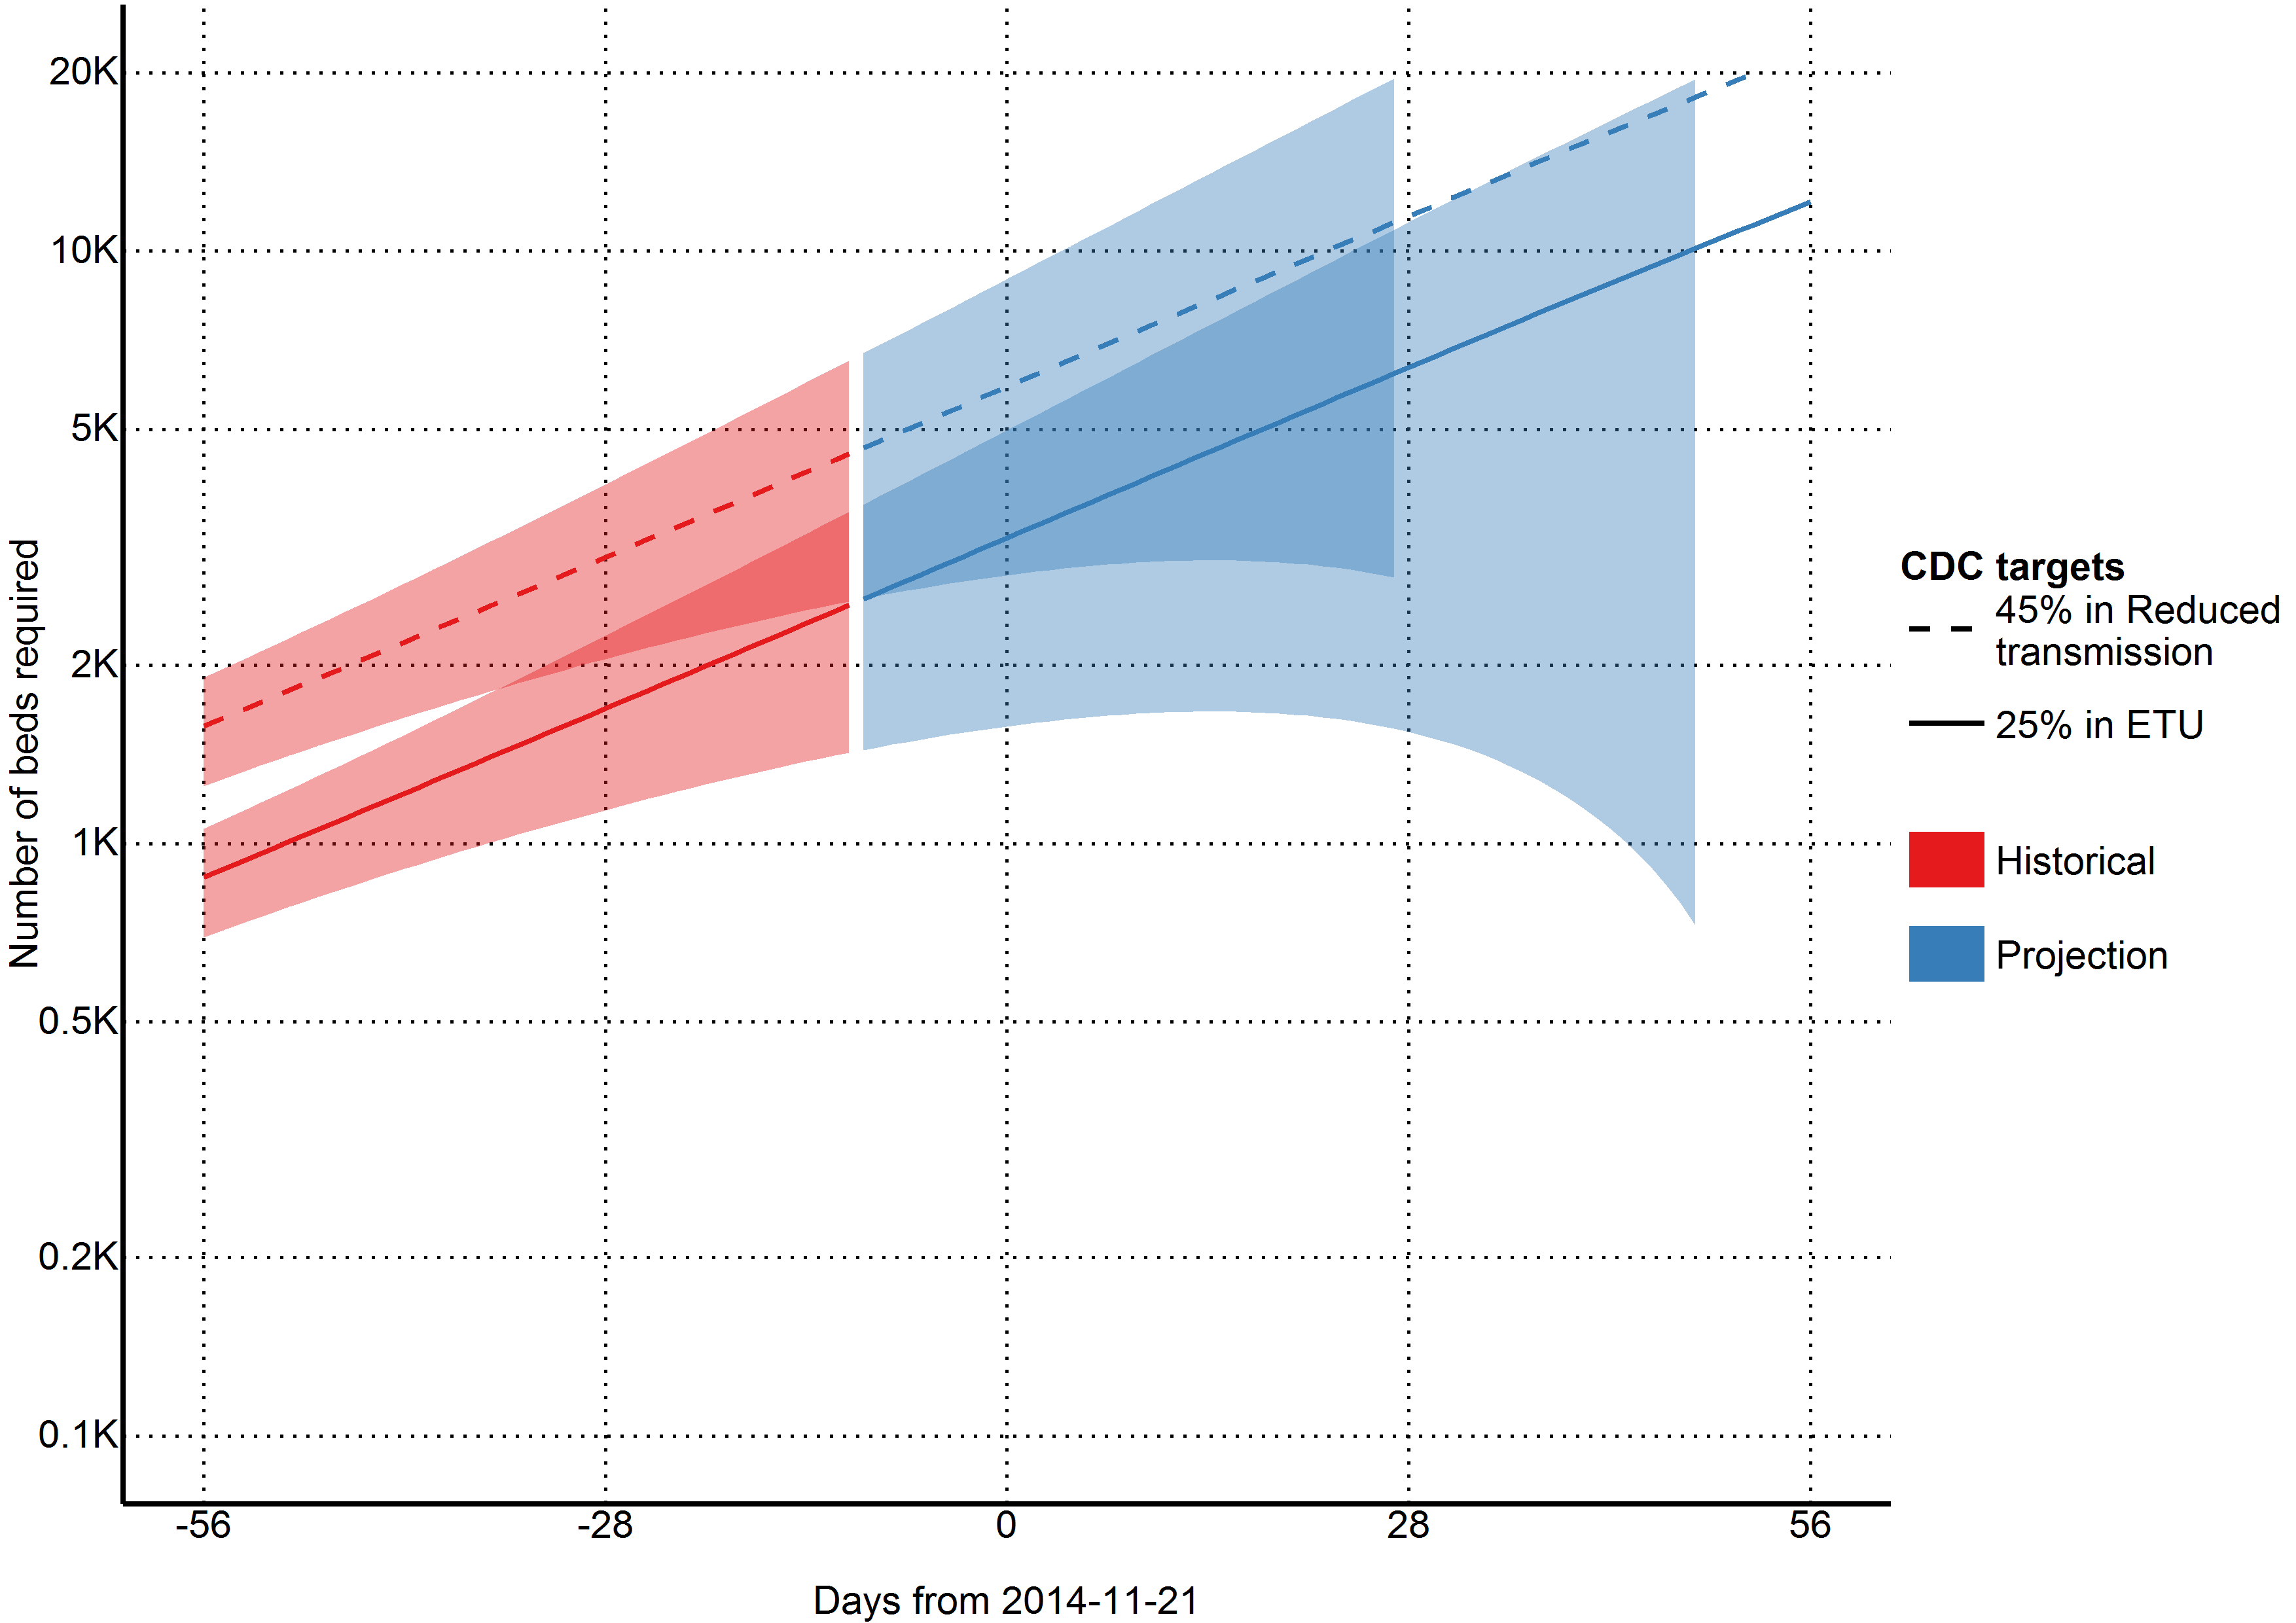 20K
10K
5K
2K
1K
0.5K
0.2K
0.1K
Number of beds required
-56
-28
0
28
56
Days from 2014-11-21
CDC targets
45% in Reduced
transmission
25% in ETU
Historical
Projection